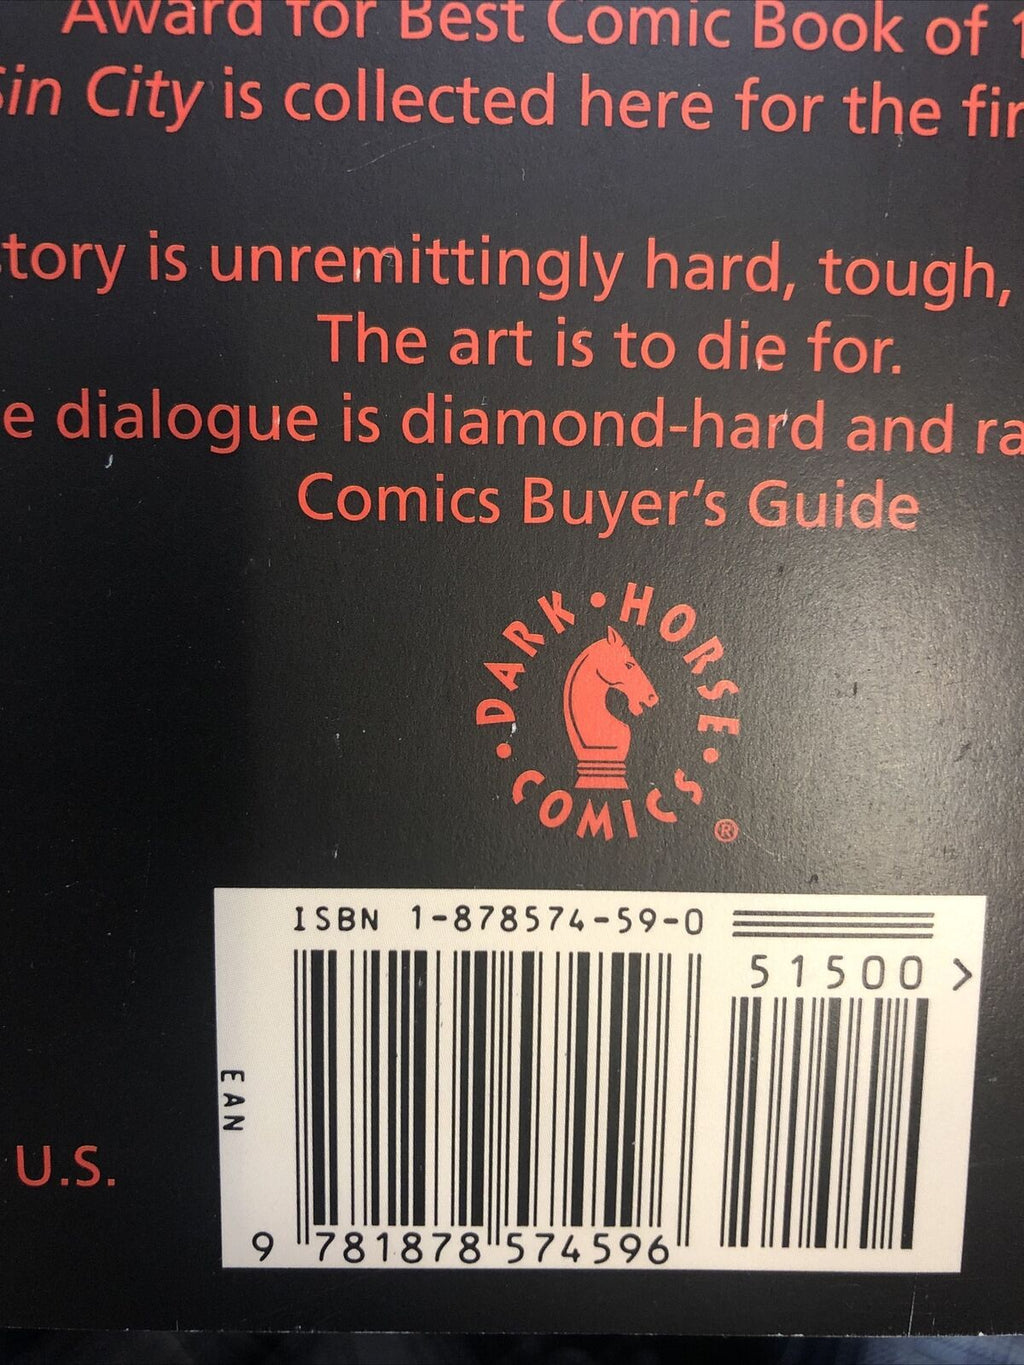 Award for Best Comic Book of 1
Sin City is collected here for the fir
story is unremittingly hard, tough,
The art is to die for.
e dialogue is diamond-hard and ra
Comics Buyer's Guide
DARK • HORSE • COMICS • ®
ISBN 1-878574-59-0
51500 >
EAN
U.S.
9 781878 574596